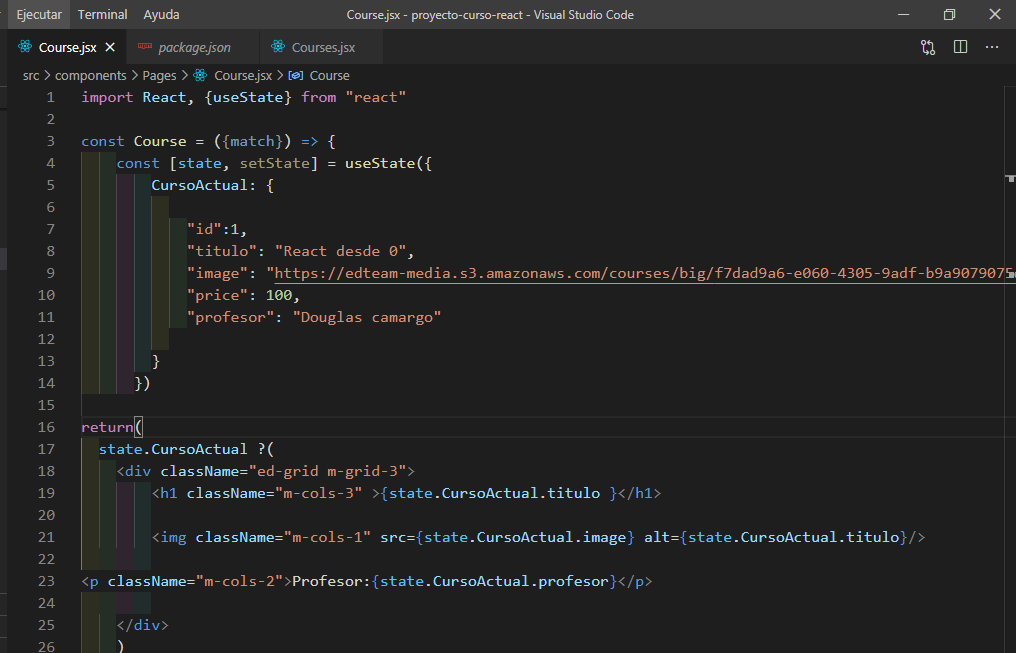 Ejecutar Terminal Ayuda Course.jsx - proyecto-curso-react - Visual Studio Code
Course.jsx package.json Courses.jsx
src > components > Pages > Course.jsx > Course
1 import React, {useState} from "react"
2
3 const Course = ({match}) => {
4 const [state, setState] = useState({
5 CursoActual: {
6
7 "id":1,
8 "titulo": "React desde 0",
9 "image": "https://edteam-media.s3.amazonaws.com/courses/big/f7dad9a6-e060-4305-9adf-b9a9079075
10 "price": 100,
11 "profesor": "Douglas camargo"
12
13 }
14 })
15
16 return(
17 state.CursoActual ?(
18 <div className="ed-grid m-grid-3">
19 <h1 className="m-cols-3" >{state.CursoActual.titulo }</h1>
20
21 <img className="m-cols-1" src={state.CursoActual.image} alt={state.CursoActual.titulo}/>
22
23 <p className="m-cols-2">Profesor:{state.CursoActual.profesor}</p>
24
25 </div>
26 )